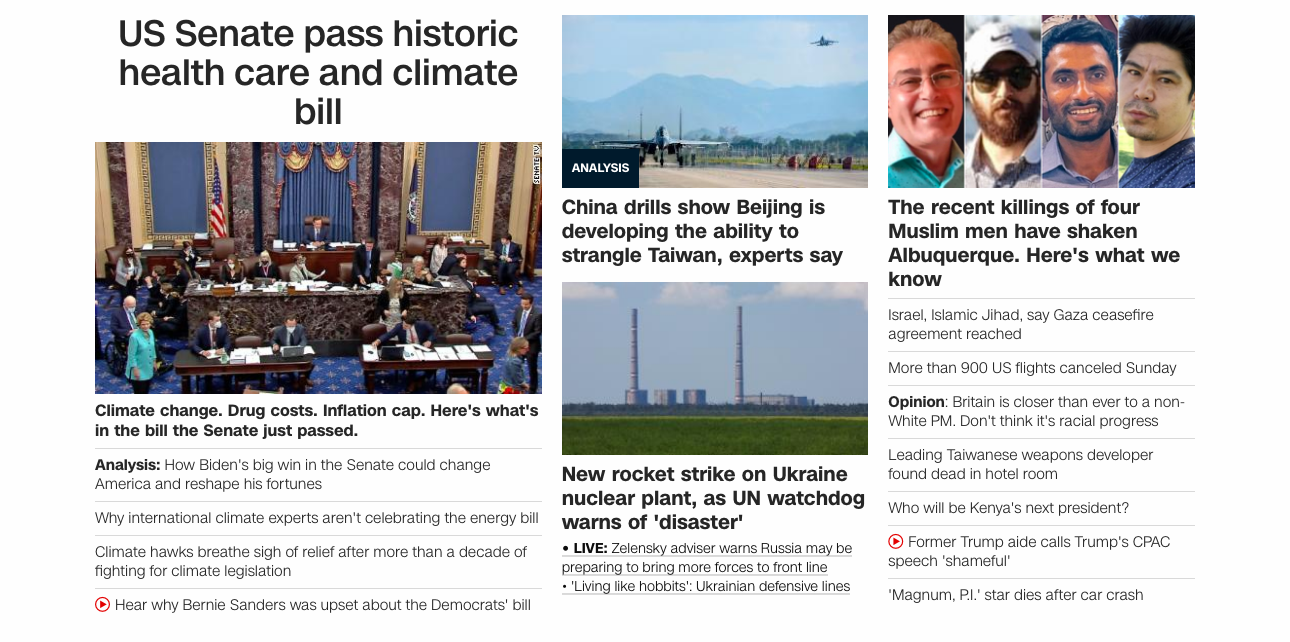 US Senate pass historic
health care and climate
bill
SENATE TV
Climate change. Drug costs. Inflation cap. Here's what's
in the bill the Senate just passed.
Analysis: How Biden's big win in the Senate could change
America and reshape his fortunes
Why international climate experts aren't celebrating the energy bill
Climate hawks breathe sigh of relief after more than a decade of
fighting for climate legislation
Hear why Bernie Sanders was upset about the Democrats' bill
ANALYSIS
China drills show Beijing is
developing the ability to
strangle Taiwan, experts say
New rocket strike on Ukraine
nuclear plant, as UN watchdog
warns of 'disaster'
• LIVE: Zelensky adviser warns Russia may be
preparing to bring more forces to front line
• 'Living like hobbits': Ukrainian defensive lines
The recent killings of four
Muslim men have shaken
Albuquerque. Here's what we
know
Israel, Islamic Jihad, say Gaza ceasefire
agreement reached
More than 900 US flights canceled Sunday
Opinion: Britain is closer than ever to a non-
White PM. Don't think it's racial progress
Leading Taiwanese weapons developer
found dead in hotel room
Who will be Kenya's next president?
Former Trump aide calls Trump's CPAC
speech 'shameful'
'Magnum, P.I.' star dies after car crash